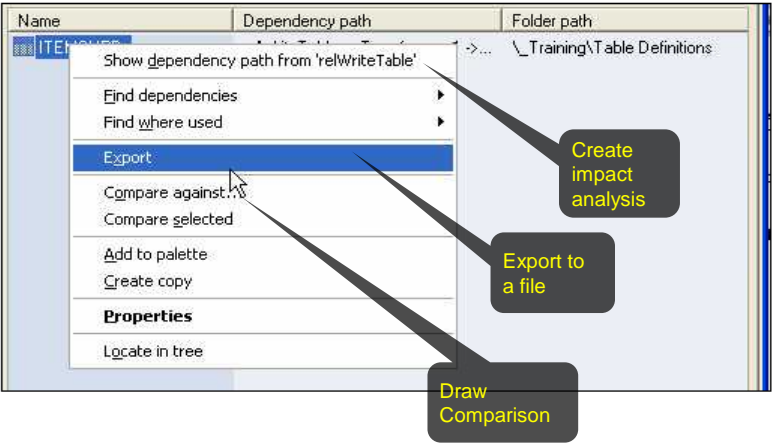 Name Dependency path Folder path
->... \_Training\Table Definitions
Show dependency path from 'relWriteTable'
Find dependencies
Find where used
Export
Compare against...
Compare selected
Add to palette
Create copy
Properties
Locate in tree
Create
impact
analysis
Export to
a file
Draw
Comparison